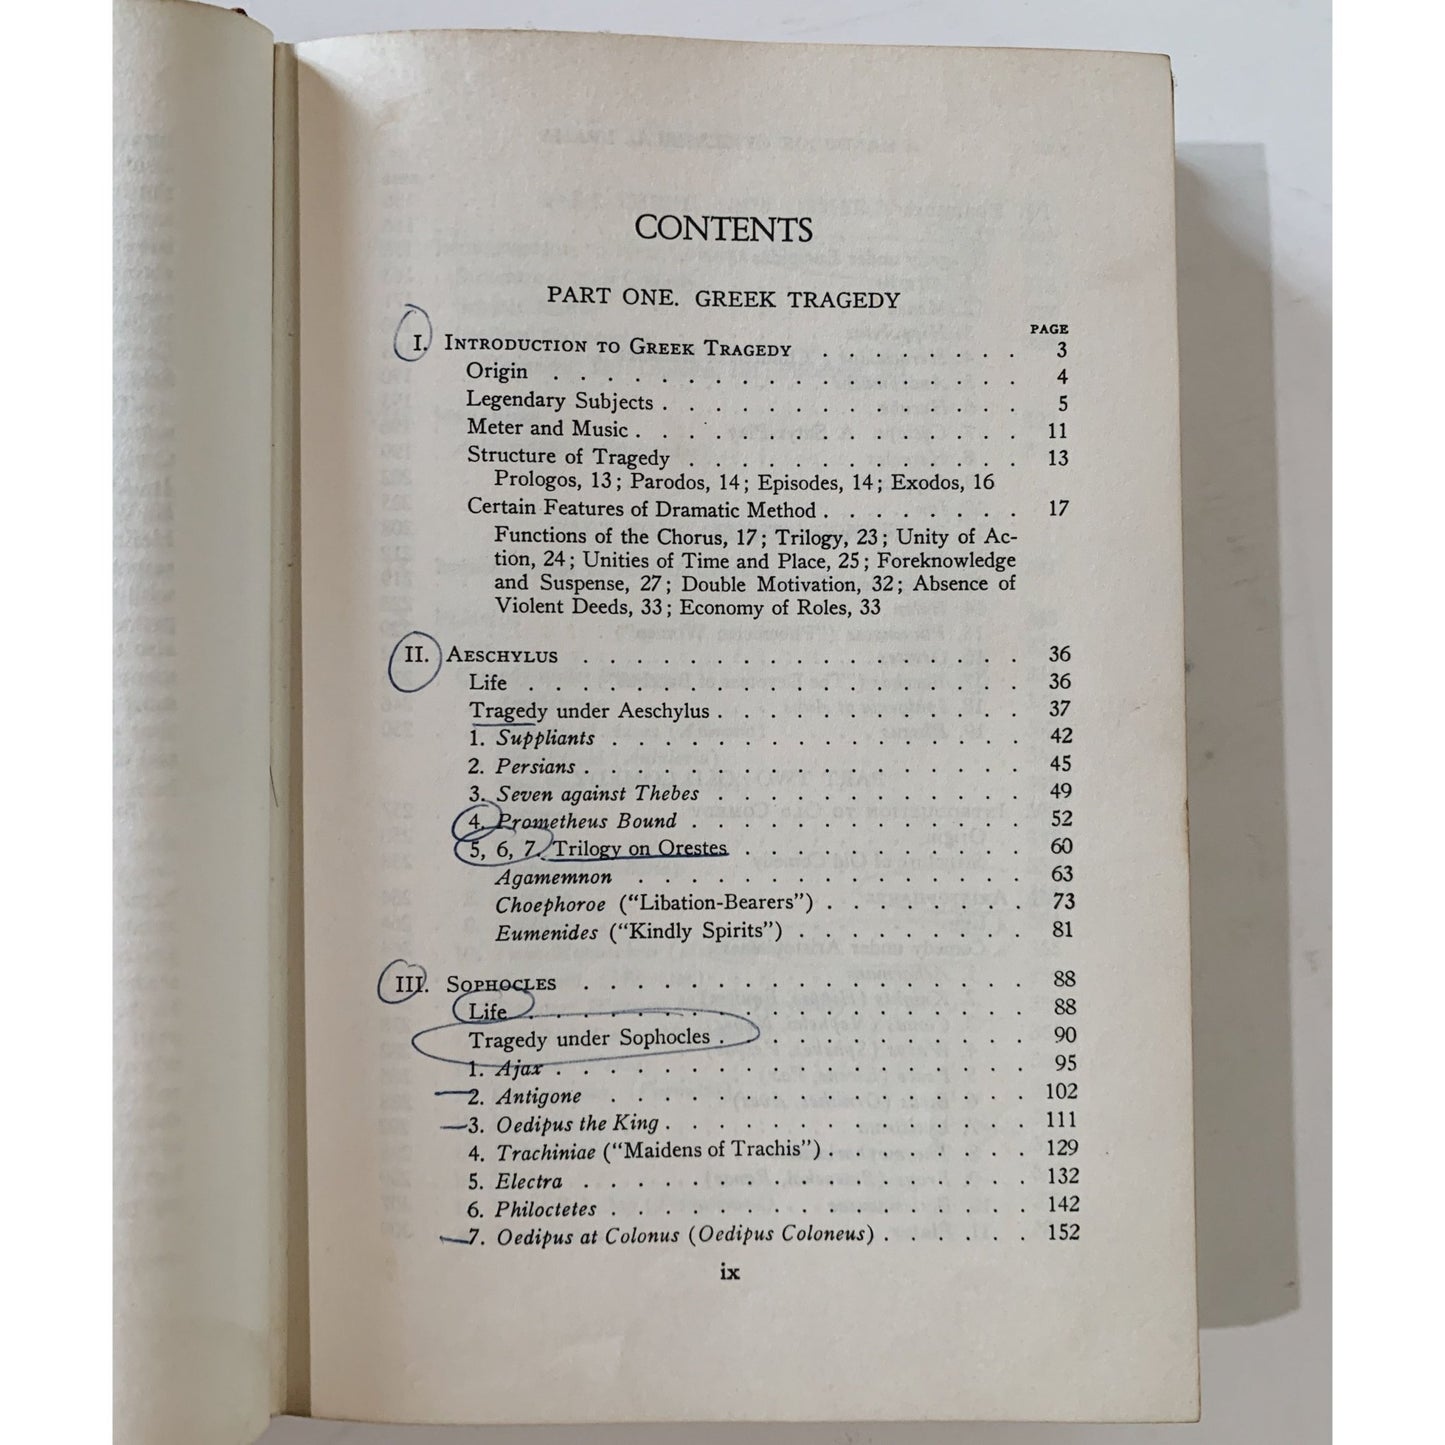 CONTENTS
PART ONE. GREEK TRAGEDY
PAGE
I. INTRODUCTION TO GREEK TRAGEDY . . . . . . . . 3
Origin . . . . . . . . . . . . . . . . . . 4
Legendary Subjects . . . . . . . . . . . . . . 5
Meter and Music . . . . . . . . . . . . . . . 11
Structure of Tragedy . . . . . . . . . . . . . 13
Prologos, 13; Parodos, 14; Episodes, 14; Exodos, 16
Certain Features of Dramatic Method . . . . . . . . 17
Functions of the Chorus, 17; Trilogy, 23; Unity of Ac-
tion, 24; Unities of Time and Place, 25; Foreknowledge
and Suspense, 27; Double Motivation, 32; Absence of
Violent Deeds, 33; Economy of Roles, 33
II. AESCHYLUS . . . . . . . . . . . . . . . . . 36
Life . . . . . . . . . . . . . . . . . . . 36
Tragedy under Aeschylus . . . . . . . . . . . . 37
1. Suppliants . . . . . . . . . . . . . . . . 42
2. Persians . . . . . . . . . . . . . . . . . 45
3. Seven against Thebes . . . . . . . . . . . . 49
4. Prometheus Bound . . . . . . . . . . . . . 52
5, 6, 7. Trilogy on Orestes . . . . . . . . . . . 60
Agamemnon . . . . . . . . . . . . . . . 63
Choephoroe ("Libation-Bearers") . . . . . . . . 73
Eumenides ("Kindly Spirits") . . . . . . . . . 81
III. SOPHOCLES . . . . . . . . . . . . . . . . . 88
Life . . . . . . . . . . . . . . . . . . . 88
Tragedy under Sophocles . . . . . . . . . . . . 90
1. Ajax . . . . . . . . . . . . . . . . . . 95
2. Antigone . . . . . . . . . . . . . . . . 102
3. Oedipus the King . . . . . . . . . . . . . . 111
4. Trachiniae ("Maidens of Trachis") . . . . . . . . 129
5. Electra . . . . . . . . . . . . . . . . . 132
6. Philoctetes . . . . . . . . . . . . . . . . 142
7. Oedipus at Colonus (Oedipus Coloneus) . . . . . . 152
ix